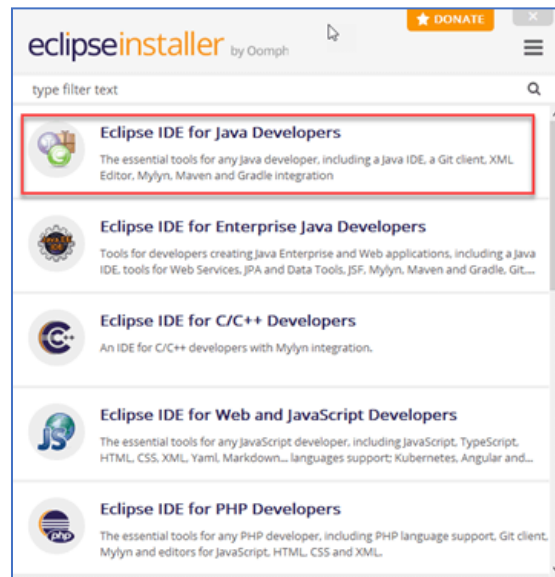 DONATE
eclipseinstaller by Oomph
type filter text
Eclipse IDE for Java Developers
The essential tools for any Java developer, including a Java IDE, a Git client, XML
Editor, Mylyn, Maven and Gradle integration
Eclipse IDE for Enterprise Java Developers
JAVA EE
IDE
Tools for developers creating Java Enterprise and Web applications, including a Java
IDE, tools for Web Services, JPA and Data Tools, JSF, Mylyn, Maven and Gradle, Git....
Eclipse IDE for C/C++ Developers
C++
An IDE for C/C++ developers with Mylyn integration.
Eclipse IDE for Web and JavaScript Developers
JS
The essential tools for any JavaScript developer, including JavaScript, TypeScript,
HTML, CSS, XML, Yaml, Markdown... languages support; Kubernetes, Angular and...
Eclipse IDE for PHP Developers
php
The essential tools for any PHP developer, including PHP language support, Git client,
Mylyn and editors for JavaScript, HTML, CSS and XML.